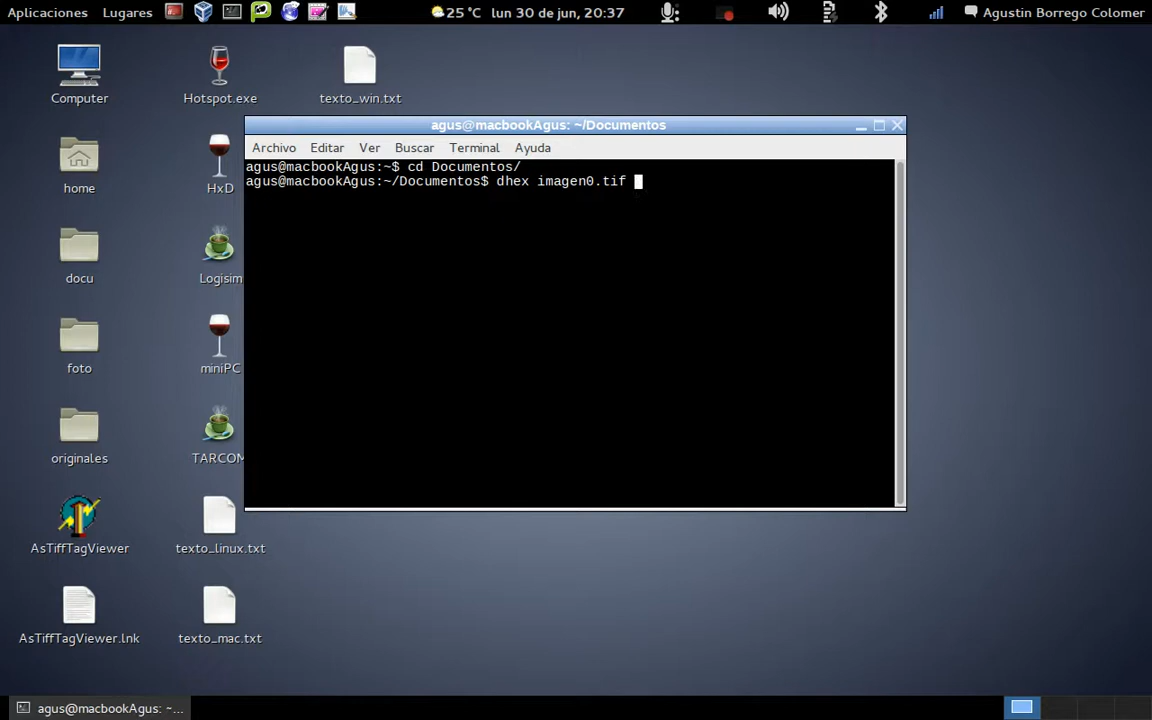 Aplicaciones Lugares 25 °C lun 30 de jun, 20:37 Agustin Borrego Colomer
Computer
Hotspot.exe
texto_win.txt
agus@macbookAgus: ~/Documentos
Archivo Editar Ver Buscar Terminal Ayuda
agus@macbookAgus:~$ cd Documentos/
agus@macbookAgus:~/Documentos$ dhex imagen0.tif
home
HxD
docu
Logisim
foto
miniPC
originales
TARCOM
AsTiffTagViewer
texto_linux.txt
AsTiffTagViewer.lnk
texto_mac.txt
agus@macbookAgus: ~...